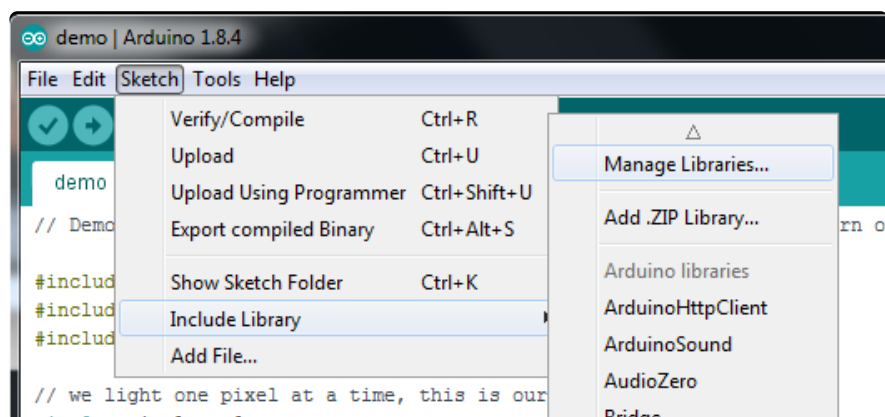 demo | Arduino 1.8.4
File Edit Sketch Tools Help
Verify/Compile Ctrl+R
Upload Ctrl+U
Upload Using Programmer Ctrl+Shift+U
Export compiled Binary Ctrl+Alt+S
Show Sketch Folder Ctrl+K
Include Library
Add File...
Manage Libraries...
Add .ZIP Library...
Arduino libraries
ArduinoHttpClient
ArduinoSound
AudioZero
Bridge
demo
// Demo
rn o
#includ
#includ
#includ
// we light one pixel at a time, this is our